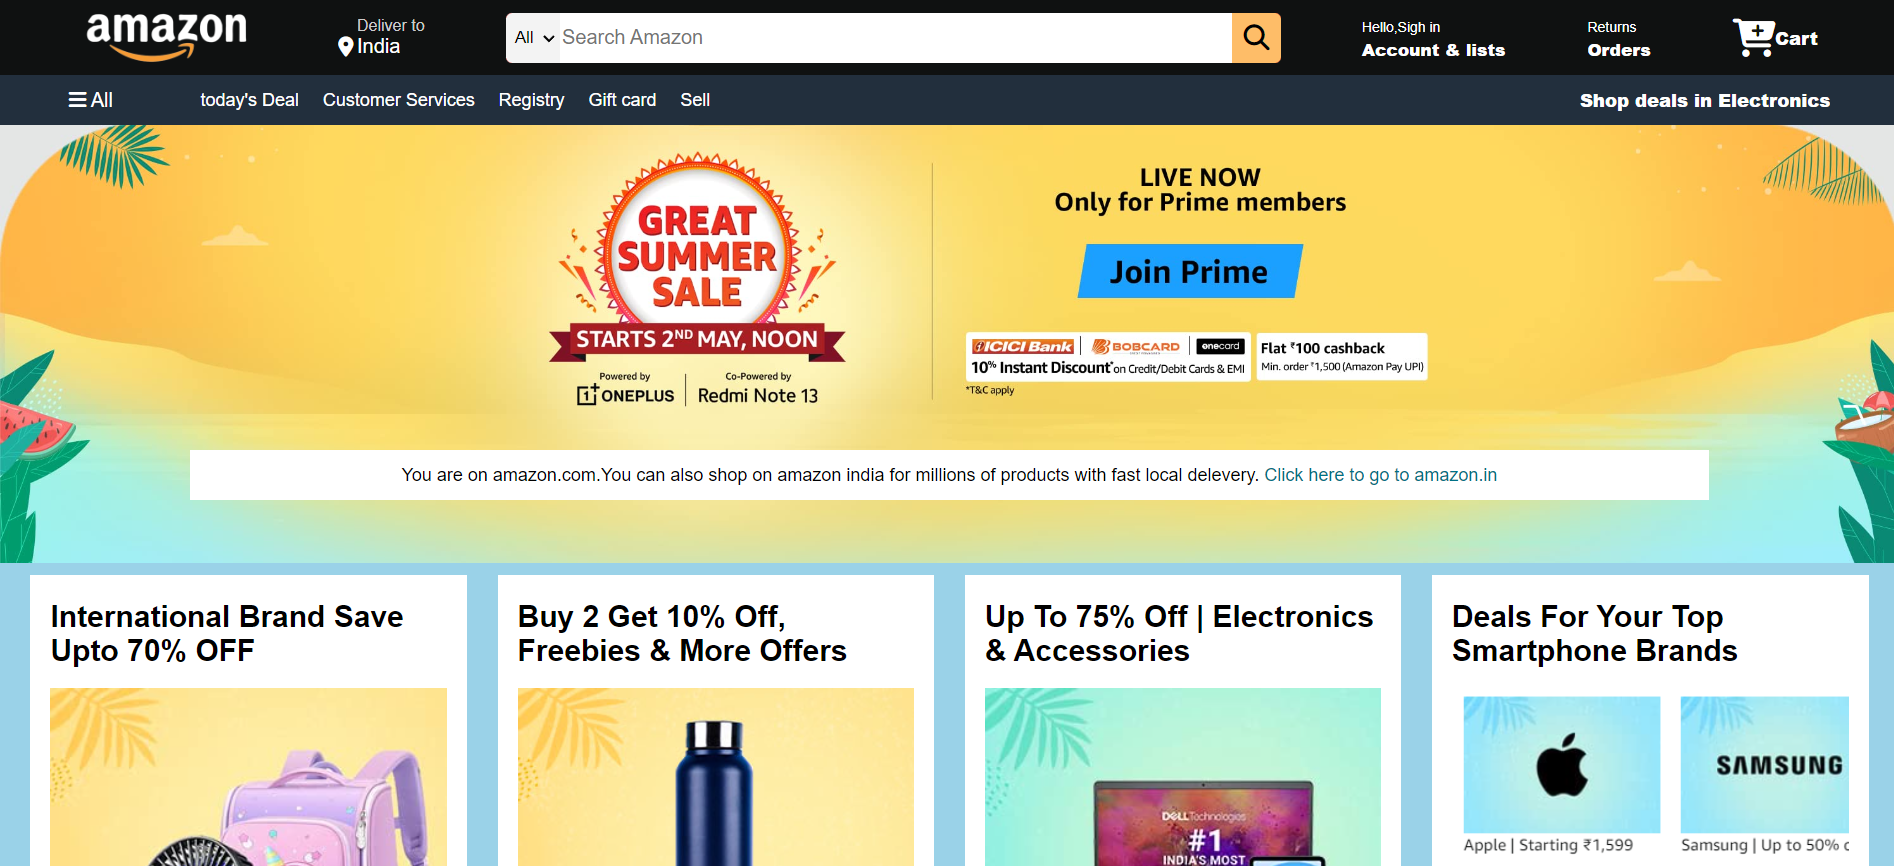 amazon
Deliver to
India
All
Search Amazon
Hello,Sigh in
Account & lists
Returns
Orders
Cart
All
today's Deal
Customer Services
Registry
Gift card
Sell
Shop deals in Electronics
GREAT
SUMMER
SALE
STARTS 2ND MAY, NOON
Powered by
1+ ONEPLUS
Co-Powered by
Redmi Note 13
LIVE NOW
Only for Prime members
Join Prime
ICICI Bank
BOBCARD
onecard
10% Instant Discount* on Credit/Debit Cards & EMI
*T&C apply
Flat ₹100 cashback
Min. order ₹1,500 (Amazon Pay UPI)
You are on amazon.com.You can also shop on amazon india for millions of products with fast local delevery. Click here to go to amazon.in
International Brand Save
Upto 70% OFF
Buy 2 Get 10% Off,
Freebies & More Offers
Up To 75% Off | Electronics
& Accessories
DELL Technologies
#1
INDIA'S MOST
Deals For Your Top
Smartphone Brands
Apple | Starting ₹1,599
SAMSUNG
Samsung | Up to 50%